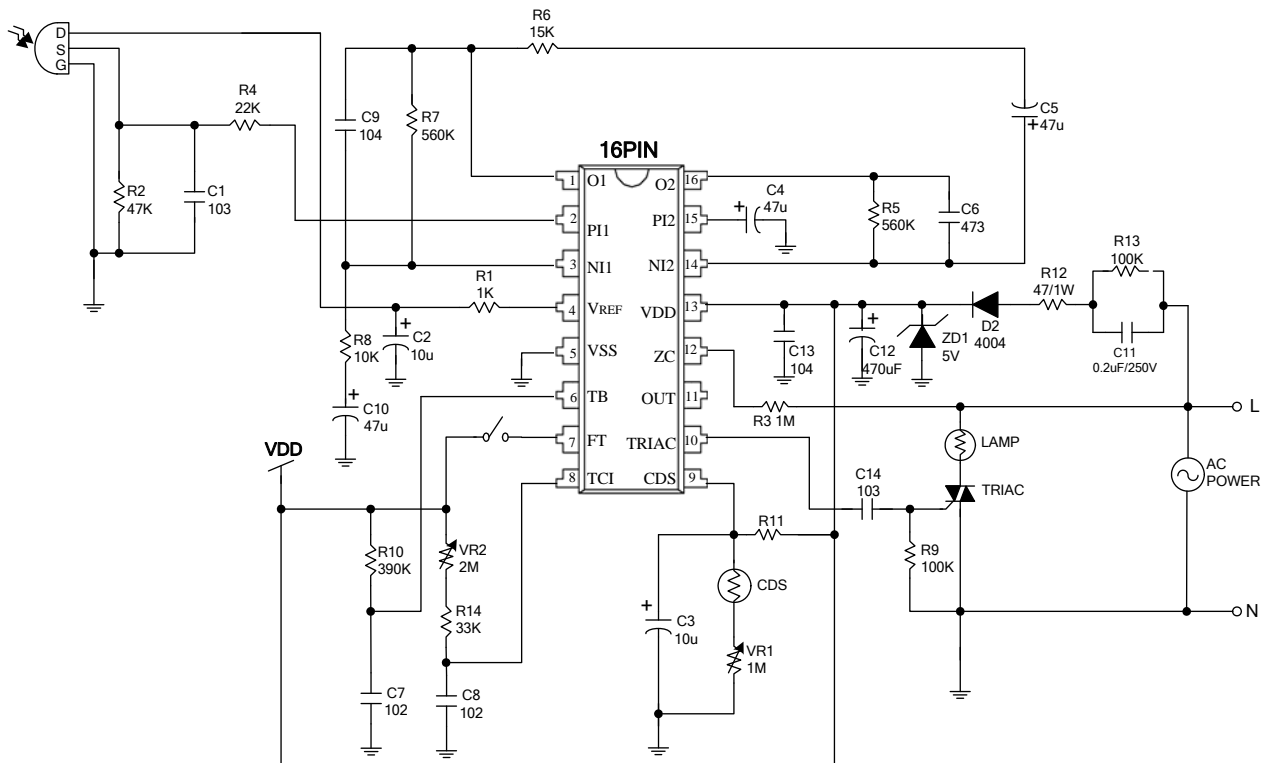 R6
15K
D
S
G
R4
22K
C9
104
R7
560K
C5
47u
+
16PIN
1
O1
O2
16
2
PI1
PI2
15
3
NI1
NI2
14
4
VREF
VDD
13
5
VSS
ZC
12
6
TB
OUT
11
7
FT
TRIAC
10
8
TCI
CDS
9
R2
47K
C1
103
C4
47u
+
R5
560K
C6
473
R13
100K
R12
47/1W
R1
1K
+
C2
10u
R8
10K
+
C10
47u
C13
104
+
C12
470uF
ZD1
5V
D2
4004
C11
0.2uF/250V
R3 1M
L
LAMP
AC
POWER
TRIAC
C14
103
R9
100K
N
VDD
R10
390K
VR2
2M
R14
33K
C7
102
C8
102
R11
CDS
+
C3
10u
VR1
1M